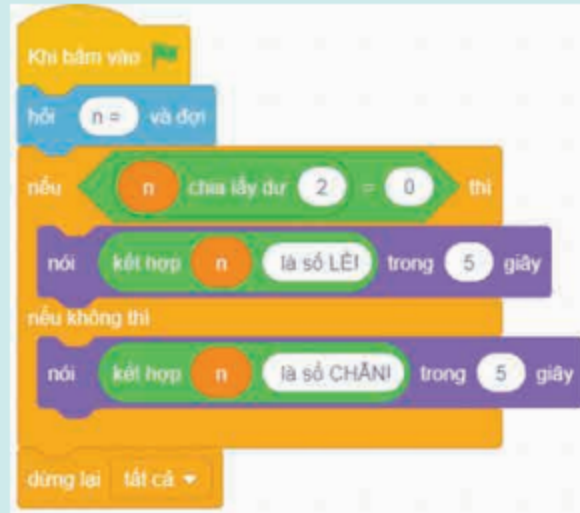 Khi bấm vào
hỏi n = và đợi
nếu n chia lấy dư 2 = 0 thì
nói kết hợp n là số LẺ! trong 5 giây
nếu không thì
nói kết hợp n là số CHẴN! trong 5 giây
dừng lại tất cả